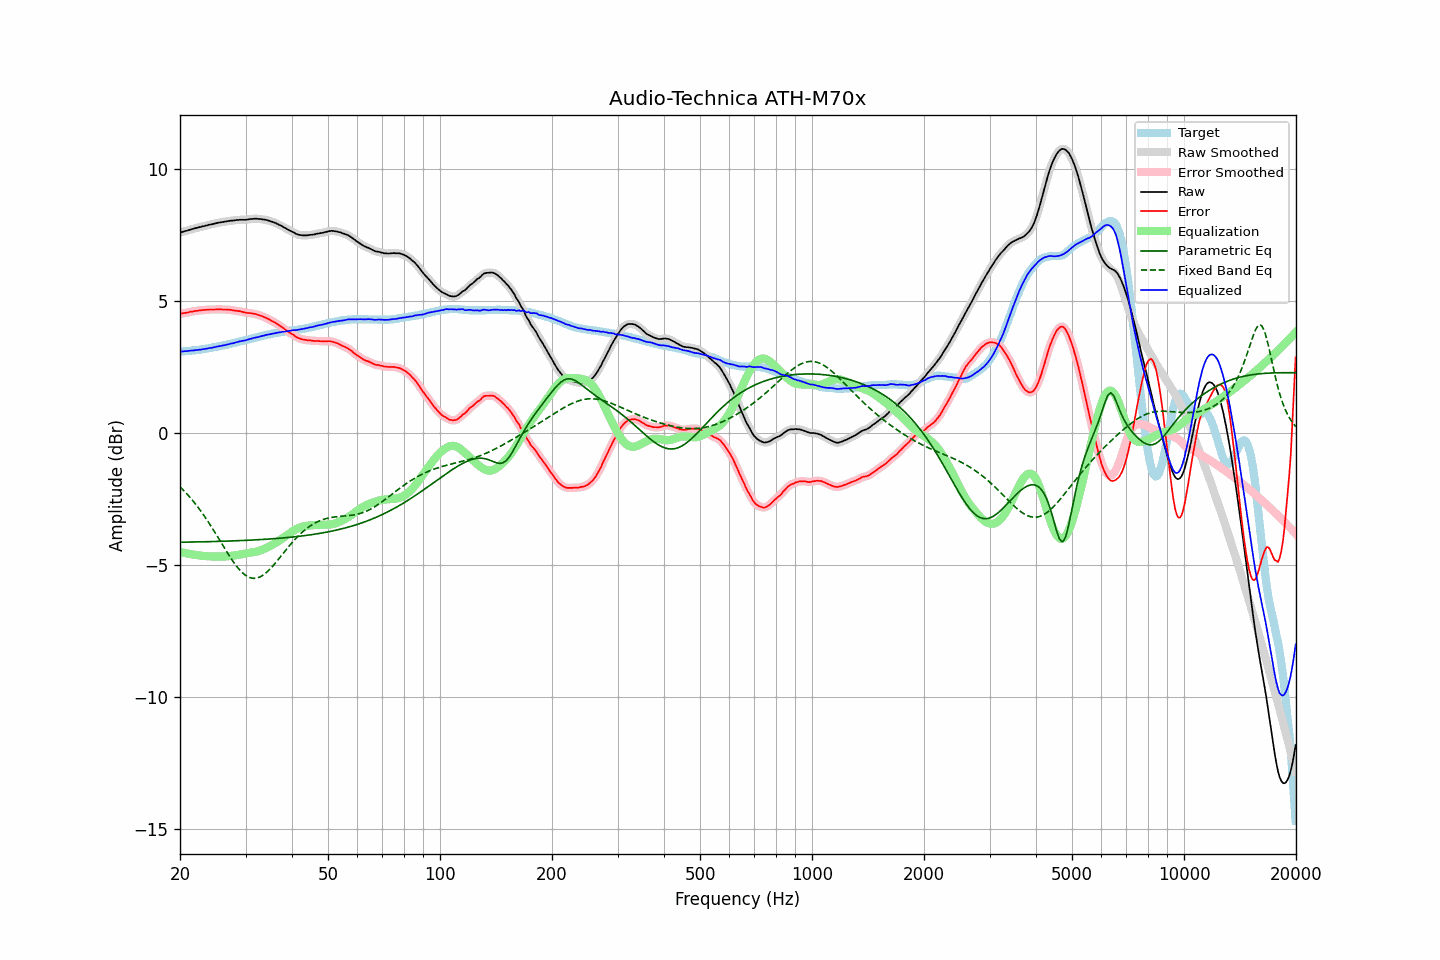 Audio-Technica ATH-M70x
Amplitude (dBr)
10
5
0
−5
−10
−15
20
50
100
200
500
1000
2000
5000
10000
20000
Frequency (Hz)
Target
Raw Smoothed
Error Smoothed
Raw
Error
Equalization
Parametric Eq
Fixed Band Eq
Equalized